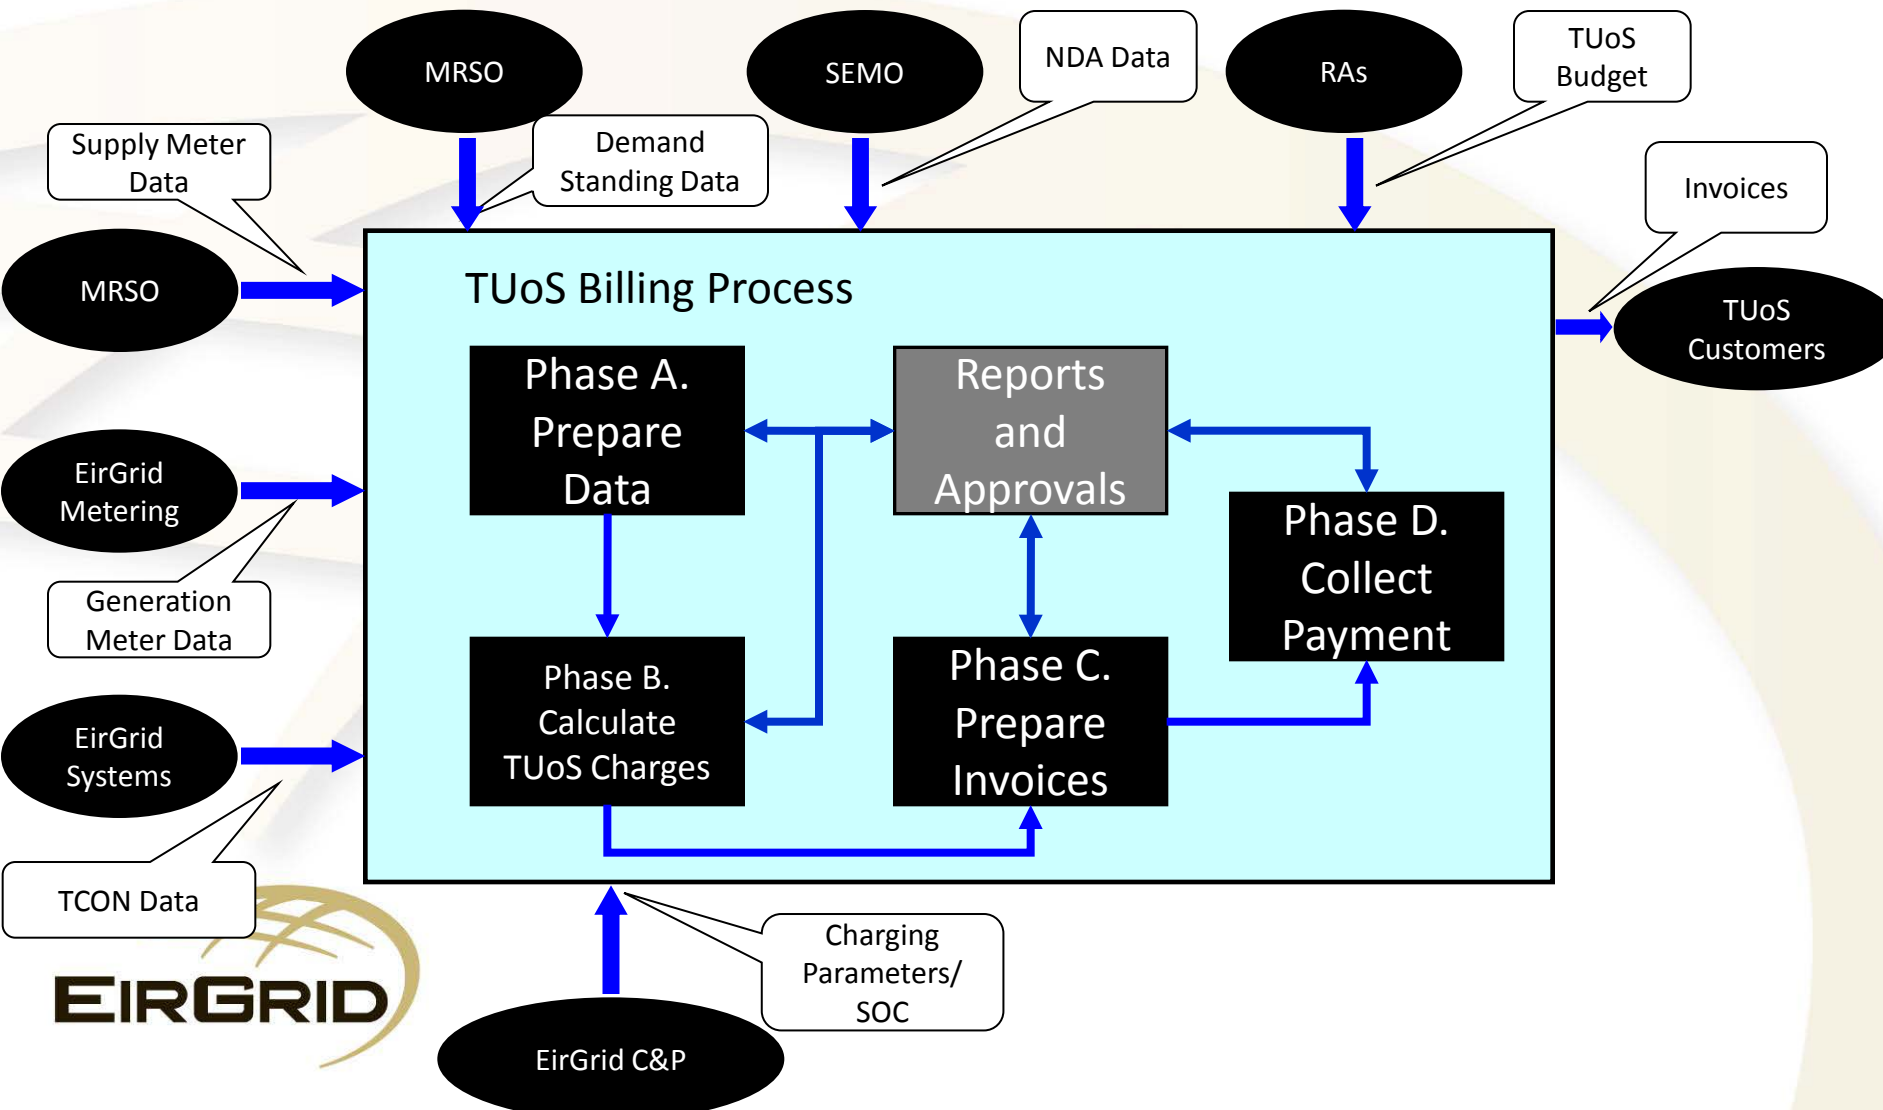 MRSO
SEMO
NDA Data
RAs
TUoS
Budget
Supply Meter
Data
Demand
Standing Data
Invoices
MRSO
TUoS Billing Process
TUoS
Customers
Phase A.
Prepare
Data
Reports
and
Approvals
EirGrid
Metering
Phase D.
Collect
Payment
Generation
Meter Data
Phase B.
Calculate
TUoS Charges
Phase C.
Prepare
Invoices
EirGrid
Systems
TCON Data
Charging
Parameters/
SOC
EIRGRID
EirGrid C&P